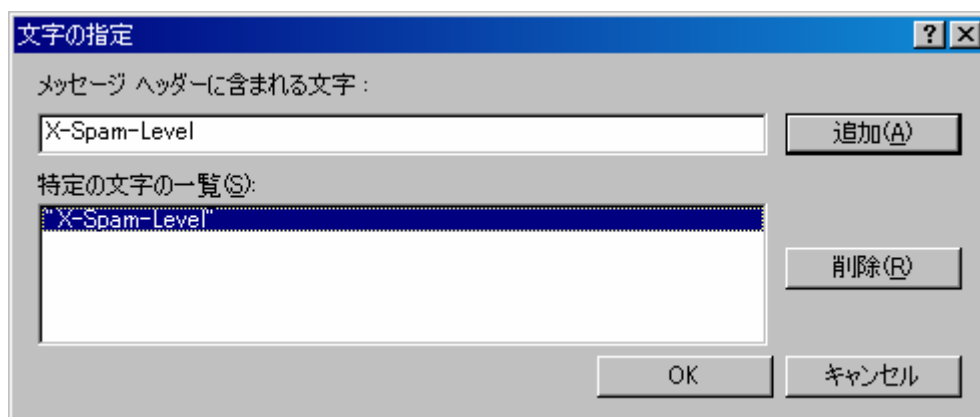 文字の指定
メッセージ ヘッダーに含まれる文字：
X-Spam-Level
追加(A)
特定の文字の一覧(S):
"X-Spam-Level"
削除(R)
OK
キャンセル